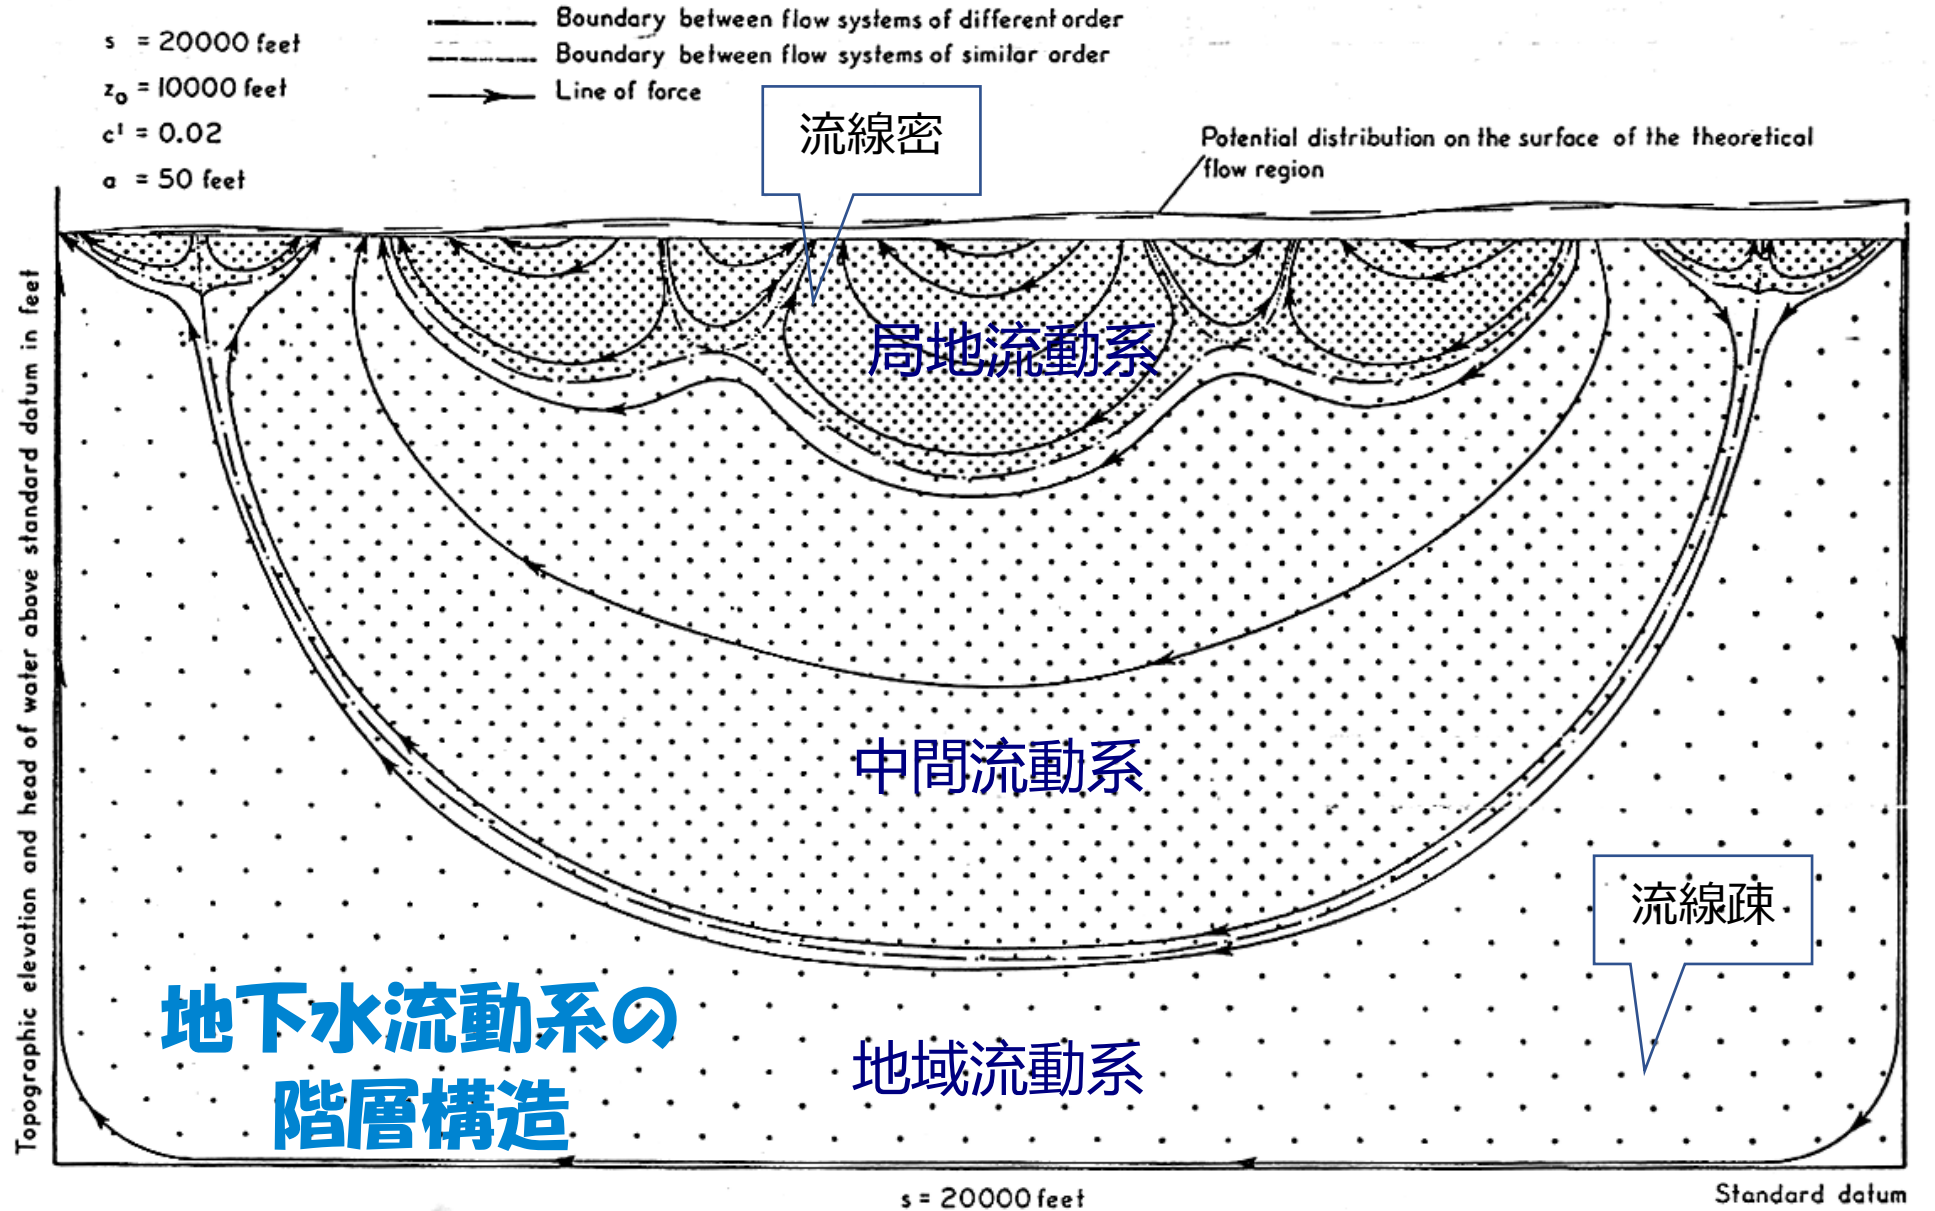 s = 20000 feet
z₀ = 10000 feet
c' = 0.02
a = 50 feet
Boundary between flow systems of different order
Boundary between flow systems of similar order
Line of force
流線密
Potential distribution on the surface of the theoretical
flow region
Topographic elevation and head of water above standard datum in feet
局地流動系
中間流動系
流線疎
地下水流動系の
階層構造
地域流動系
s = 20000 feet
Standard datum